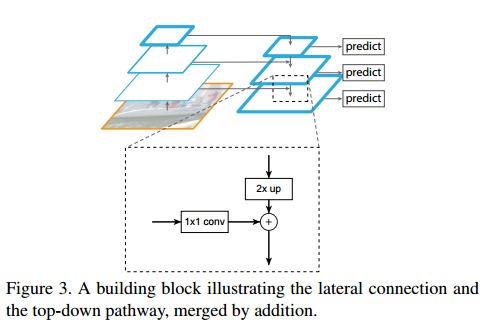 predict
predict
predict
2x up
1x1 conv
+
Figure 3. A building block illustrating the lateral connection and
the top-down pathway, merged by addition.